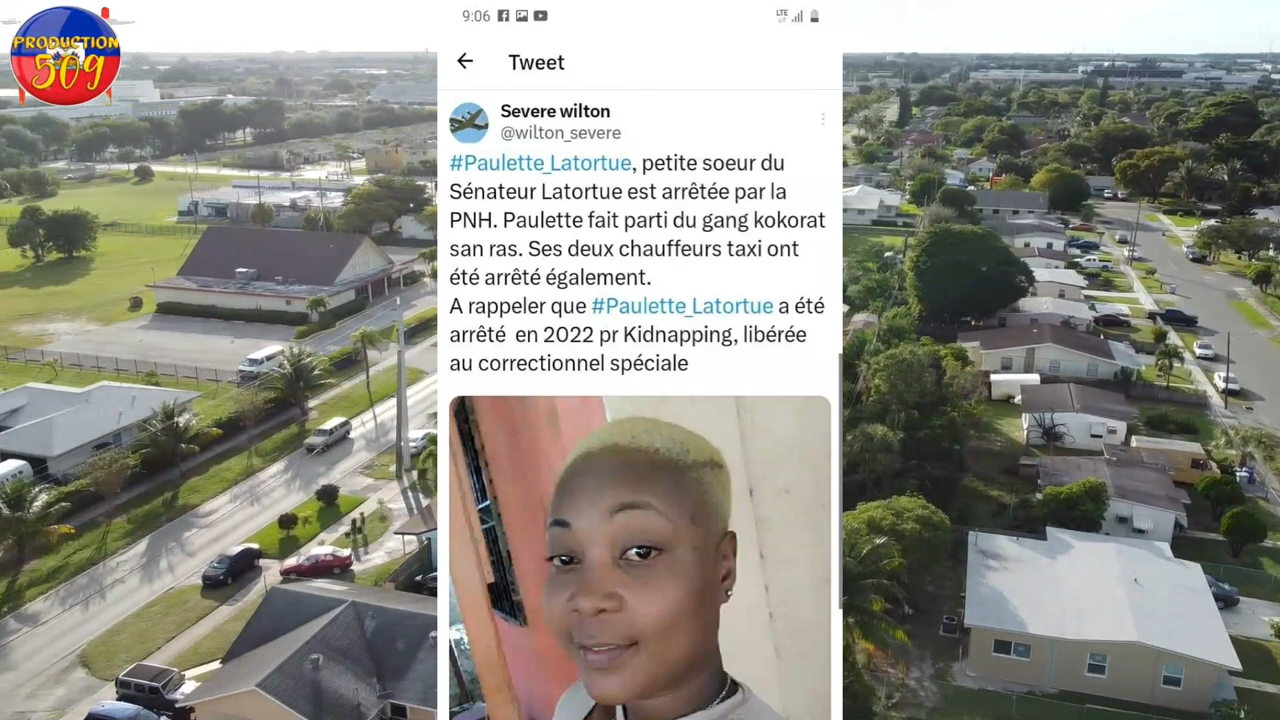 PRODUCTION
509
9:06
LTE
Tweet
Severe wilton
@wilton_severe
#Paulette_Latortue, petite soeur du
Sénateur Latortue est arrêtée par la
PNH. Paulette fait parti du gang kokorat
san ras. Ses deux chauffeurs taxi ont
été arrêté également.
A rappeler que #Paulette_Latortue a été
arrêté en 2022 pr Kidnapping, libérée
au correctionnel spéciale